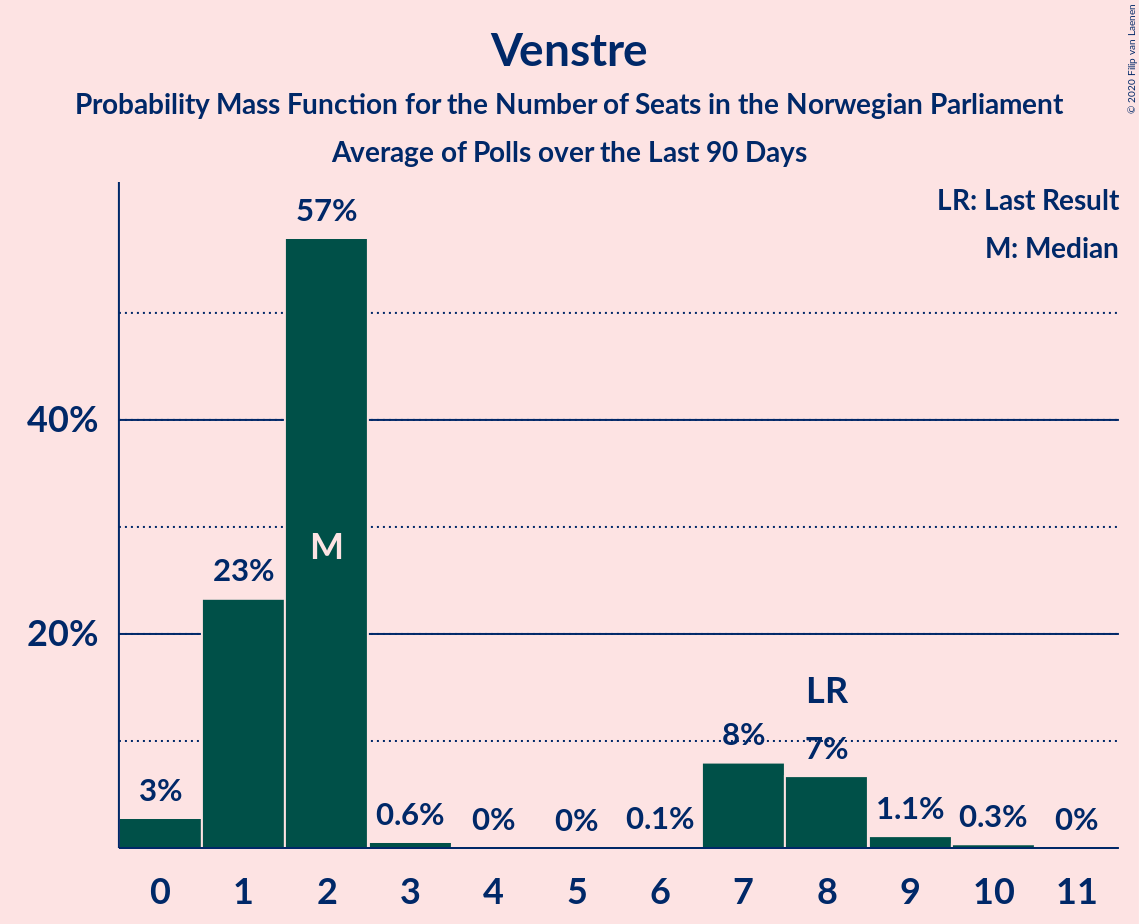 Venstre
Probability Mass Function for the Number of Seats in the Norwegian Parliament
Average of Polls over the Last 90 Days
© 2020 Filip van Laenen
LR: Last Result
M: Median
57%
40%
M
23%
20%
LR
8%
7%
3%
0.6%
0%
0%
0.1%
1.1%
0.3%
0%
0 1 2 3 4 5 6 7 8 9 10 11